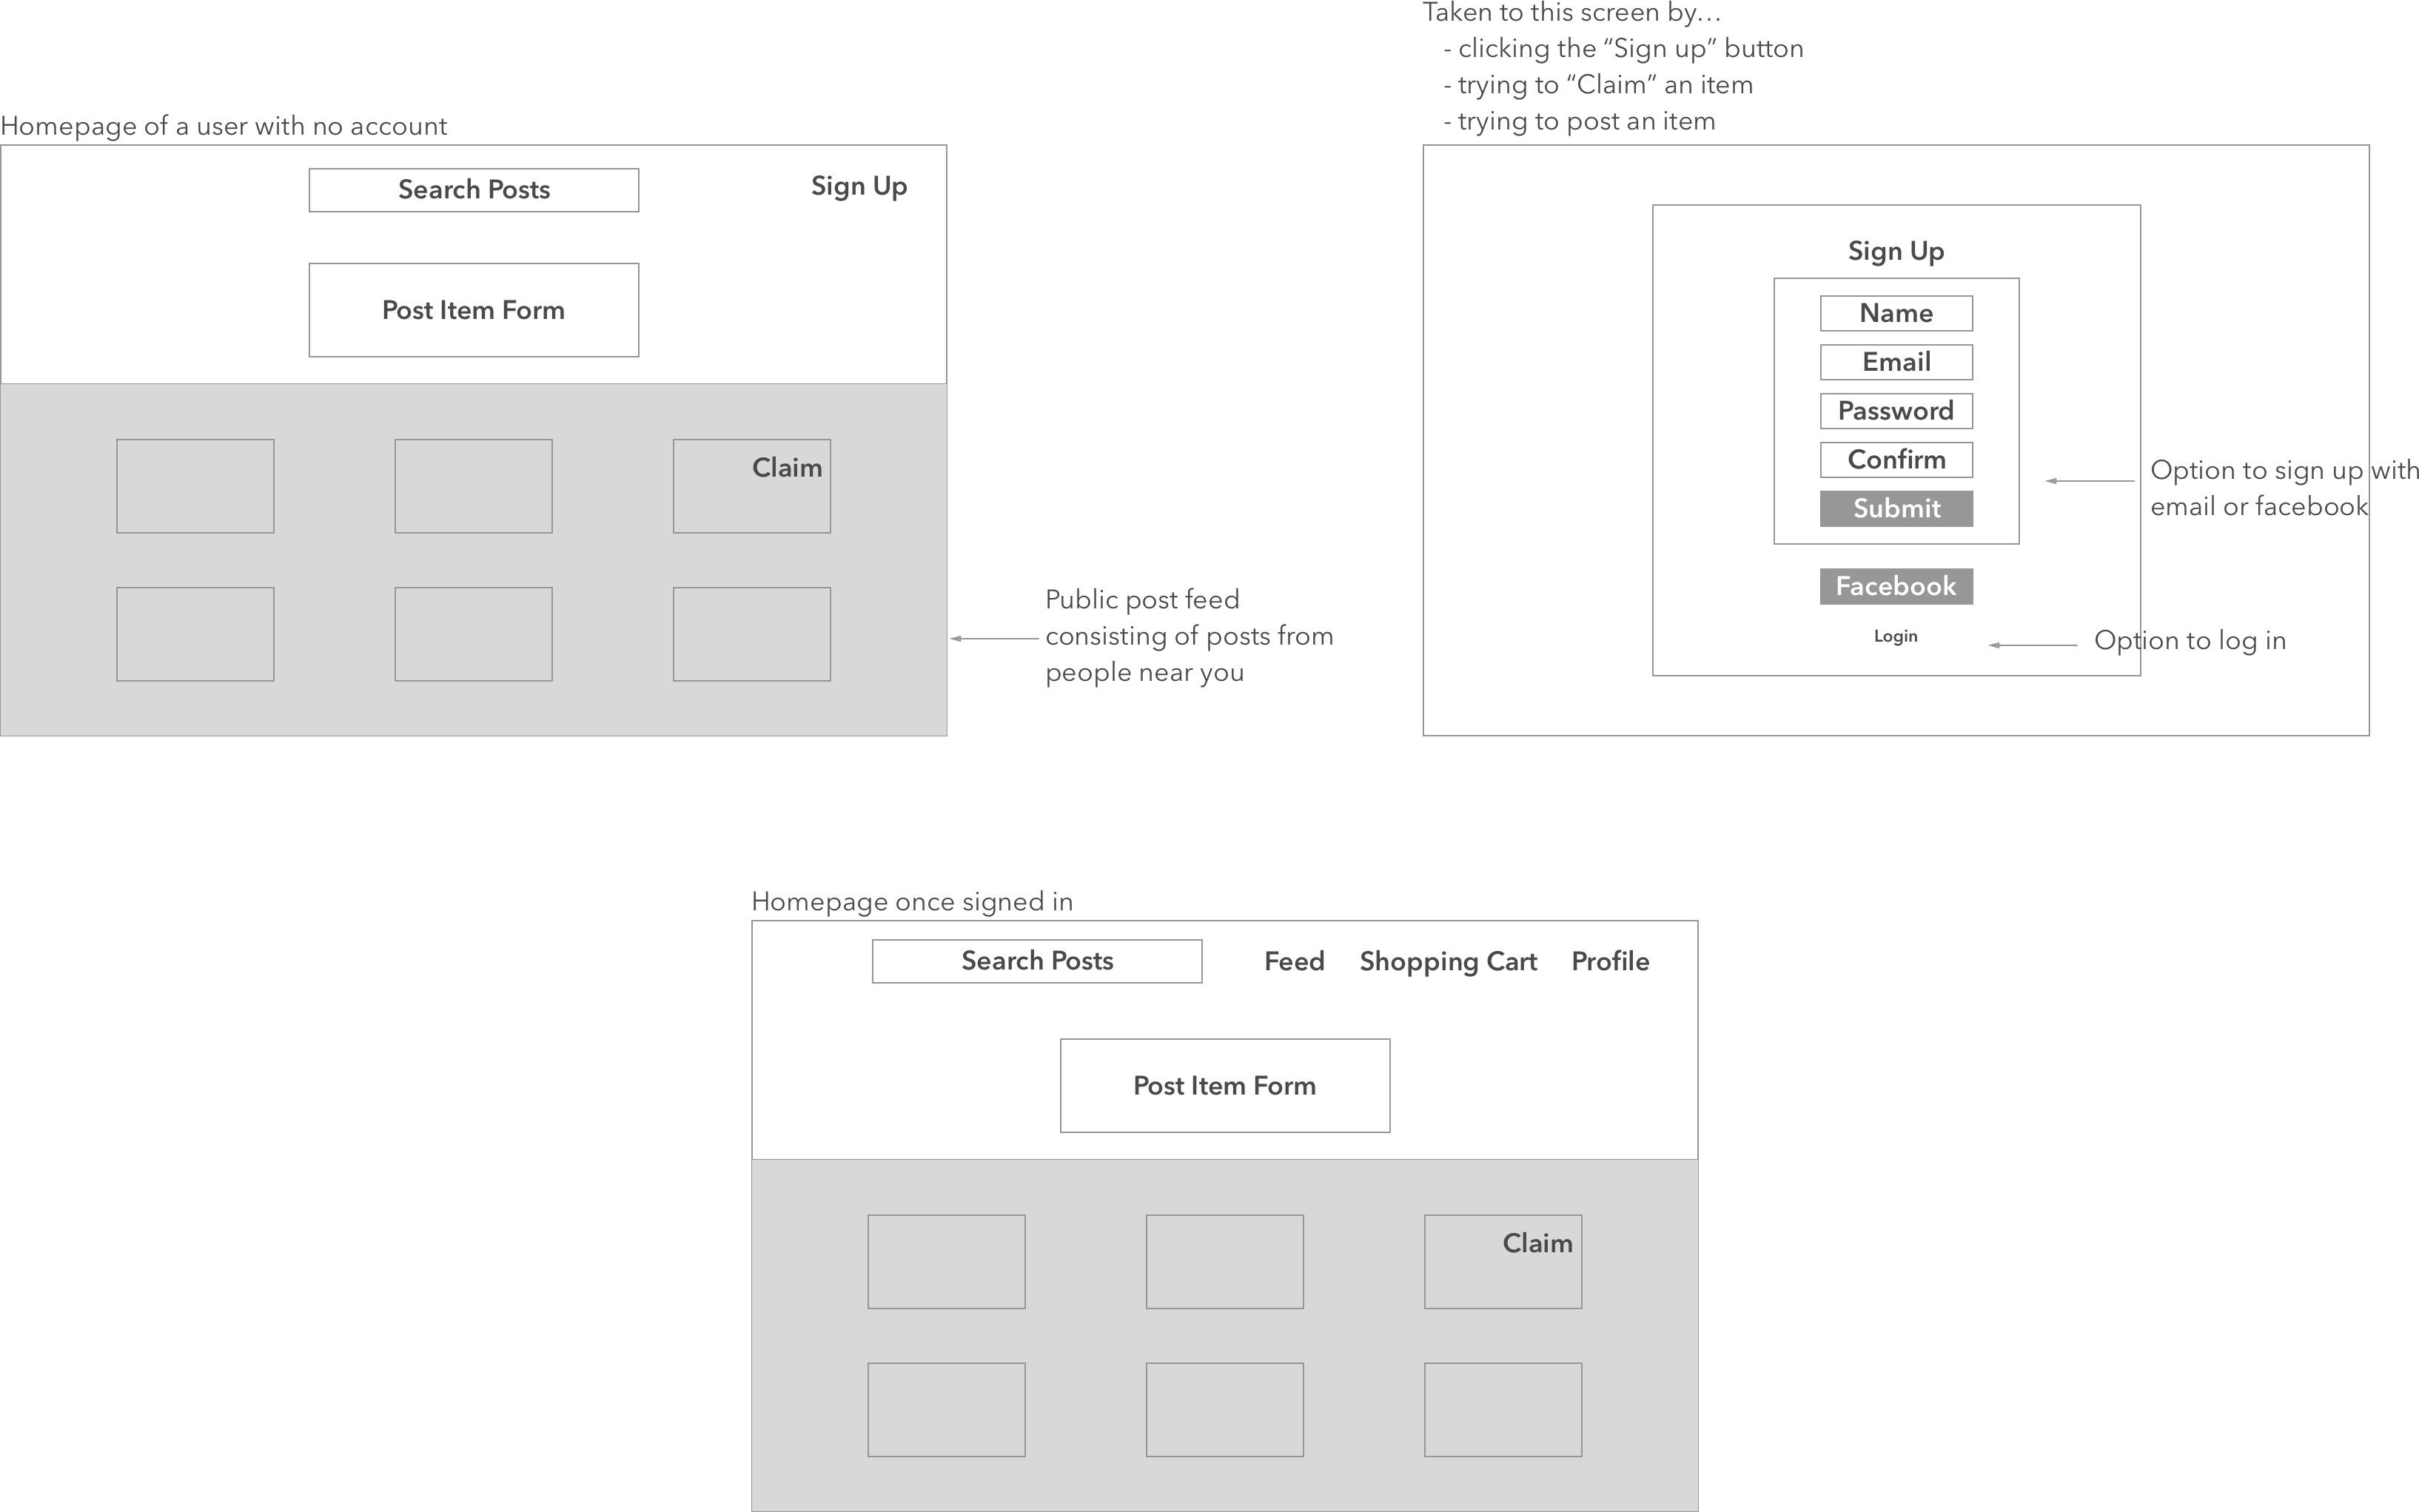 Homepage of a user with no account
Search Posts
Sign Up
Post Item Form
Claim
Public post feed
consisting of posts from
people near you
Taken to this screen by…
- clicking the “Sign up” button
- trying to “Claim” an item
- trying to post an item
Sign Up
Name
Email
Password
Confirm
Submit
Facebook
Login
Option to sign up with
email or facebook
Option to log in
Homepage once signed in
Search Posts
Feed
Shopping Cart
Profile
Post Item Form
Claim